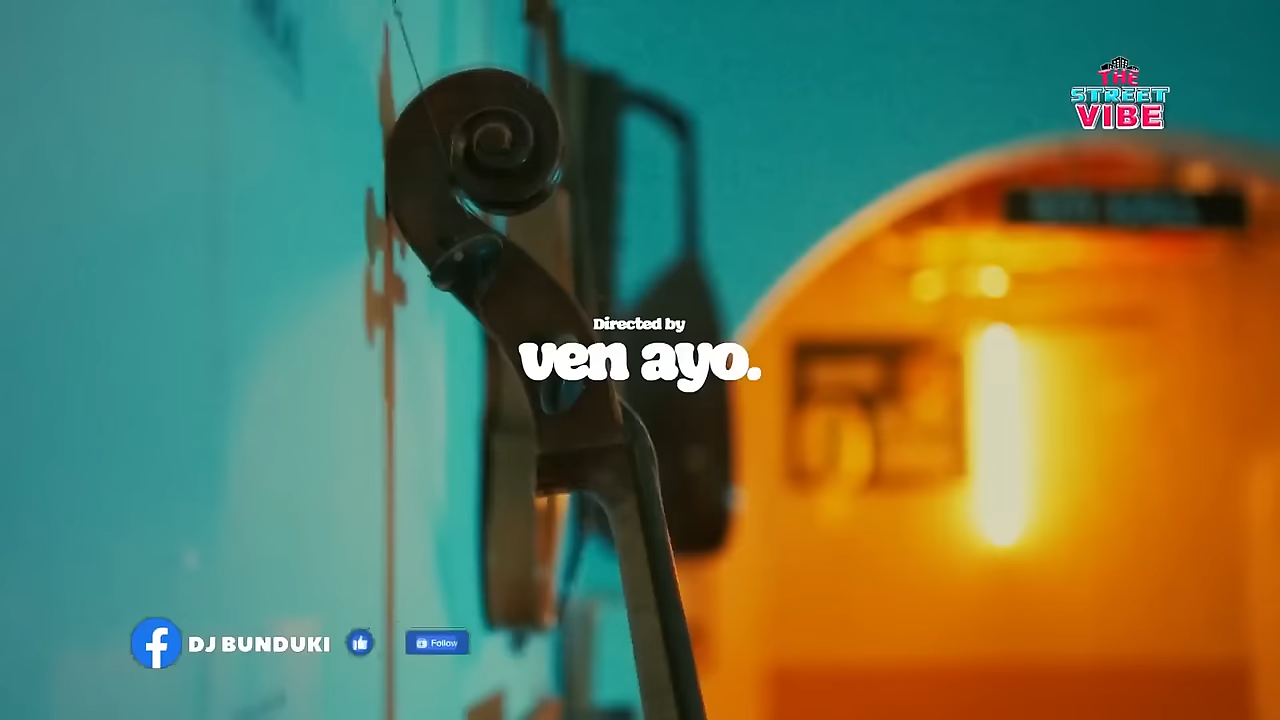 THE
STREET
VIBE
Directed by
ven ayo.
DJ BUNDUKI
Follow